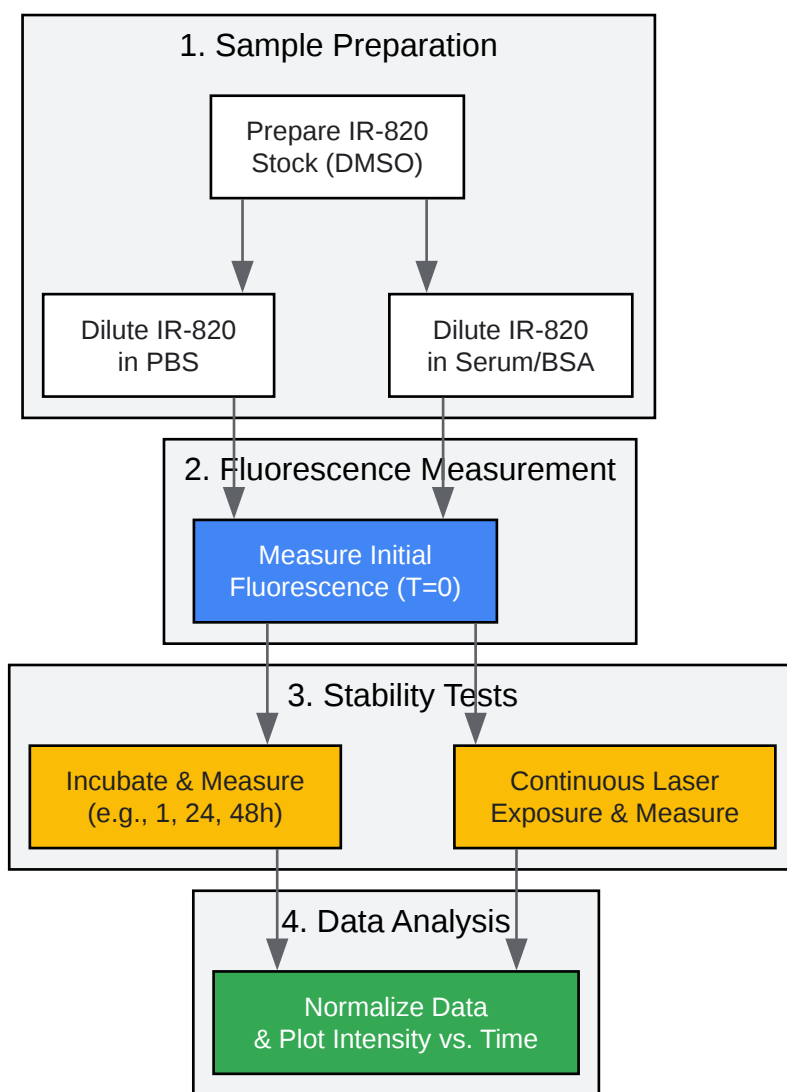 1. Sample Preparation
Prepare IR-820
Stock (DMSO)
Dilute IR-820
in PBS
Dilute IR-820
in Serum/BSA
2. Fluorescence Measurement
Measure Initial
Fluorescence (T=0)
3. Stability Tests
Incubate & Measure
(e.g., 1, 24, 48h)
Continuous Laser
Exposure & Measure
4. Data Analysis
Normalize Data
& Plot Intensity vs. Time